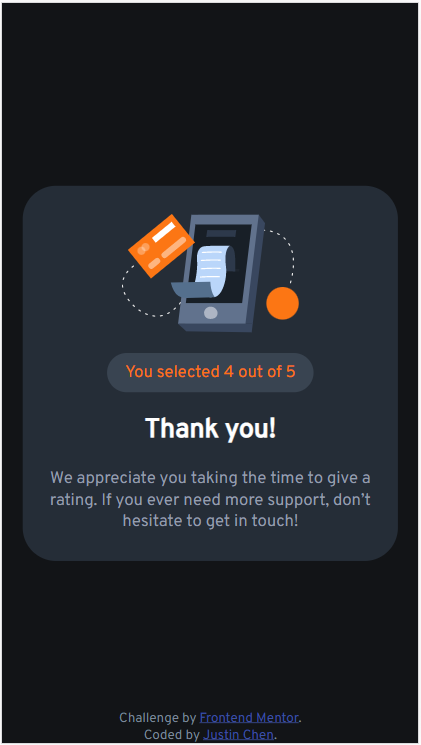 You selected 4 out of 5
Thank you!
We appreciate you taking the time to give a
rating. If you ever need more support, don’t
hesitate to get in touch!
Challenge by Frontend Mentor.
Coded by Justin Chen.